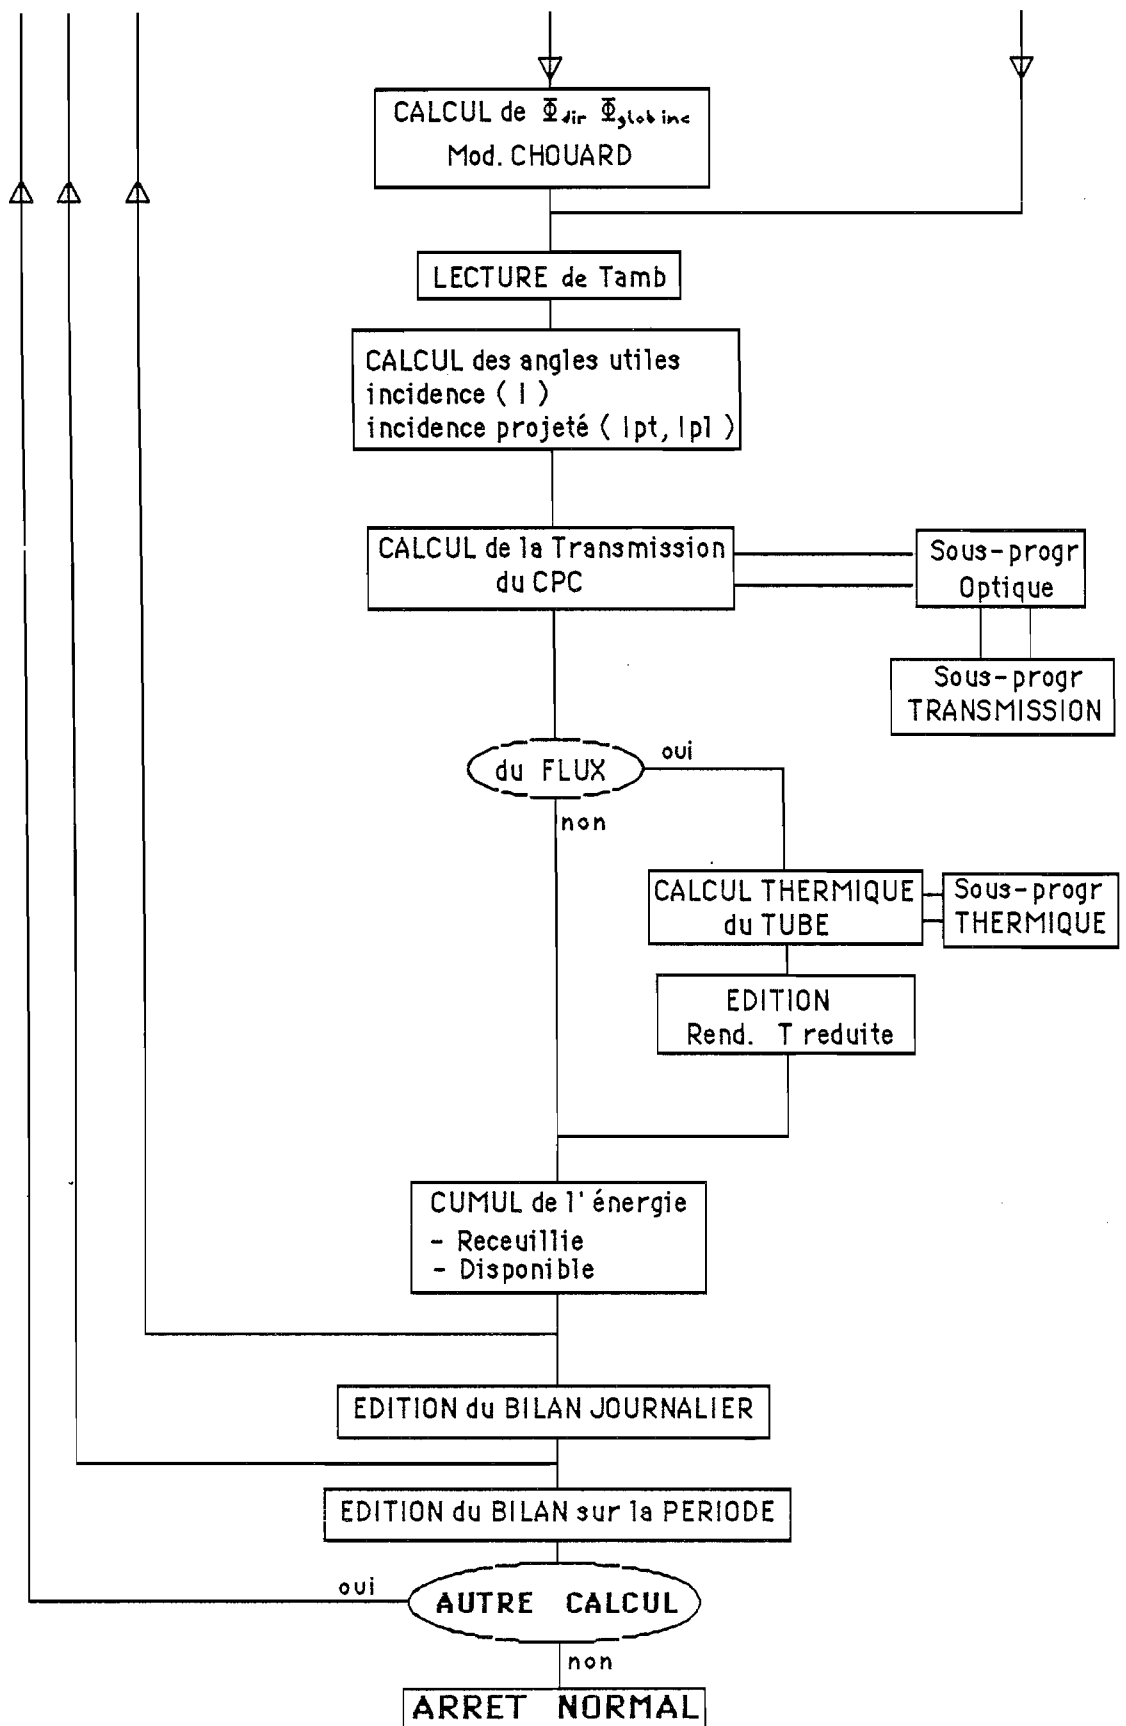 CALCUL de Φdir Φglob inc
Mod. CHOUARD
LECTURE de Tamb
CALCUL des angles utiles
incidence ( I )
incidence projeté ( Ipt, Ipl )
CALCUL de la Transmission
du CPC
Sous-progr
Optique
Sous-progr
TRANSMISSION
du FLUX
oui
non
CALCUL THERMIQUE
du TUBE
Sous-progr
THERMIQUE
EDITION
Rend. T reduite
CUMUL de l'énergie
- Receuillie
- Disponible
EDITION du BILAN JOURNALIER
EDITION du BILAN sur la PERIODE
oui
AUTRE CALCUL
non
ARRET NORMAL